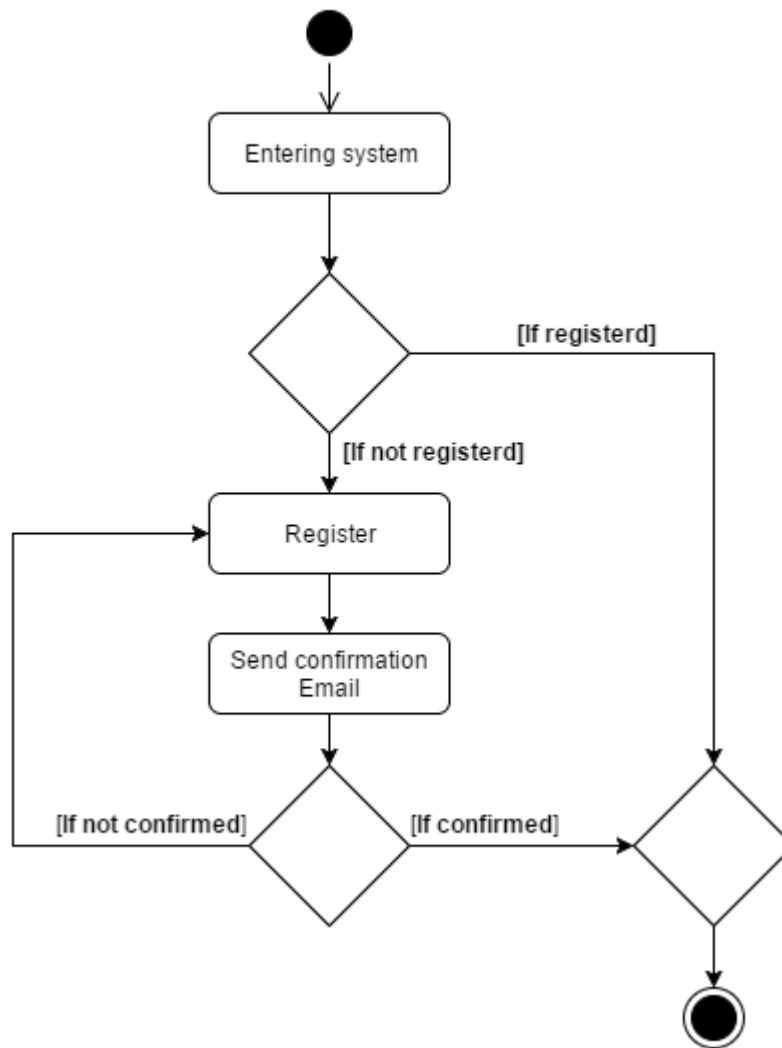 Entering system
[If registerd]
[If not registerd]
Register
Send confirmation
Email
[If not confirmed]
[If confirmed]